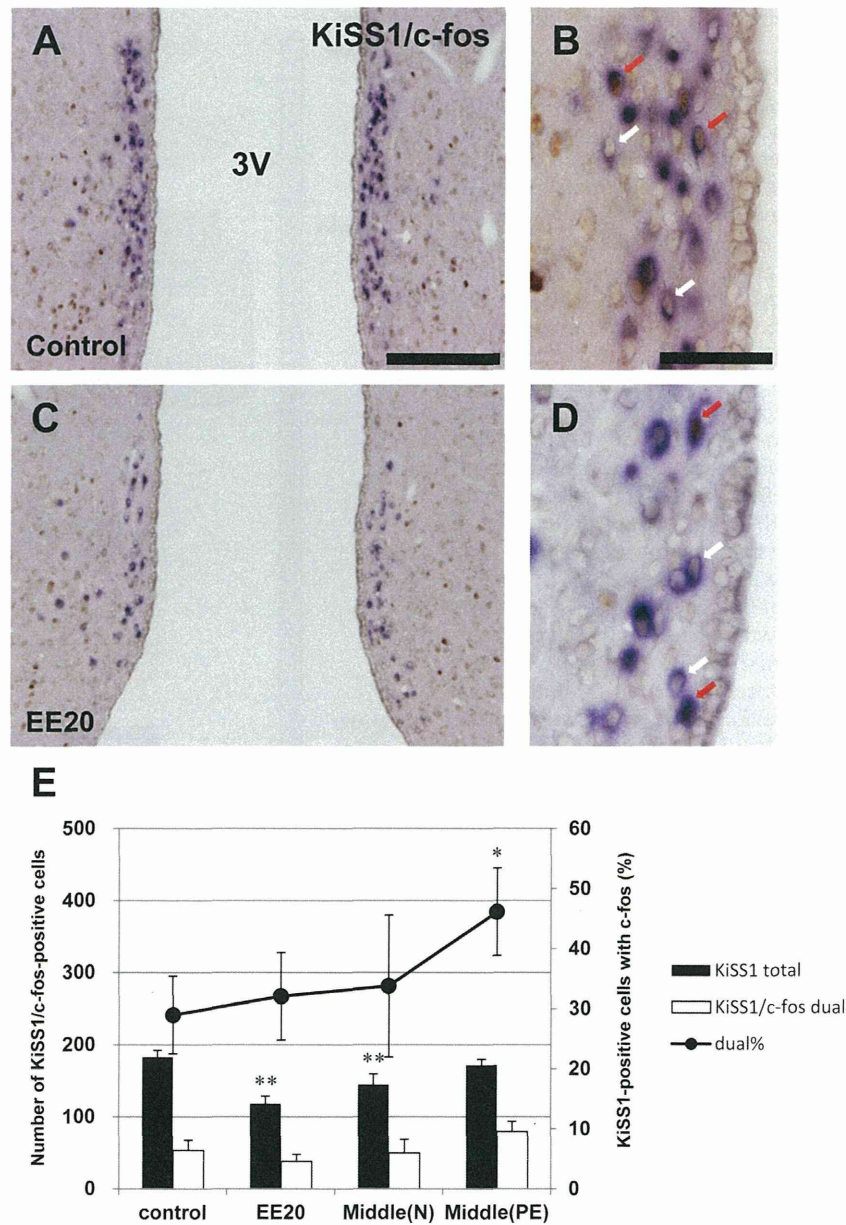 A
KiSS1/c-fos
B
3V
Control
C
D
EE20
E
Number of KiSS1/c-fos-positive cells
500
400
300
200
100
0
60
50
40
30
20
10
0
KiSS1-positive cells with c-fos (%)
*
**
**
control
EE20
Middle(N)
Middle(PE)
KiSS1 total
KiSS1/c-fos dual
dual%